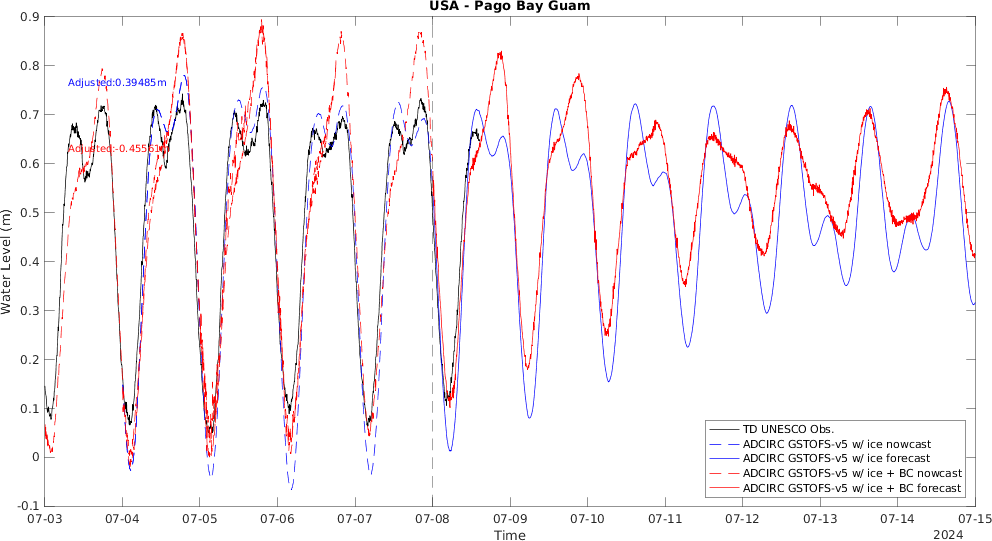 USA - Pago Bay Guam
0.9
0.8
0.7
0.6
0.5
0.4
0.3
0.2
0.1
0
-0.1
Water Level (m)
Adjusted:0.39485m
TD UNESCO Obs.
ADCIRC GSTOFS-v5 w/ ice nowcast
ADCIRC GSTOFS-v5 w/ ice forecast
ADCIRC GSTOFS-v5 w/ ice + BC nowcast
ADCIRC GSTOFS-v5 w/ ice + BC forecast
07-03 07-04 07-05 07-06 07-07 07-08 07-09 07-10 07-11 07-12 07-13 07-14 07-15
Time
2024